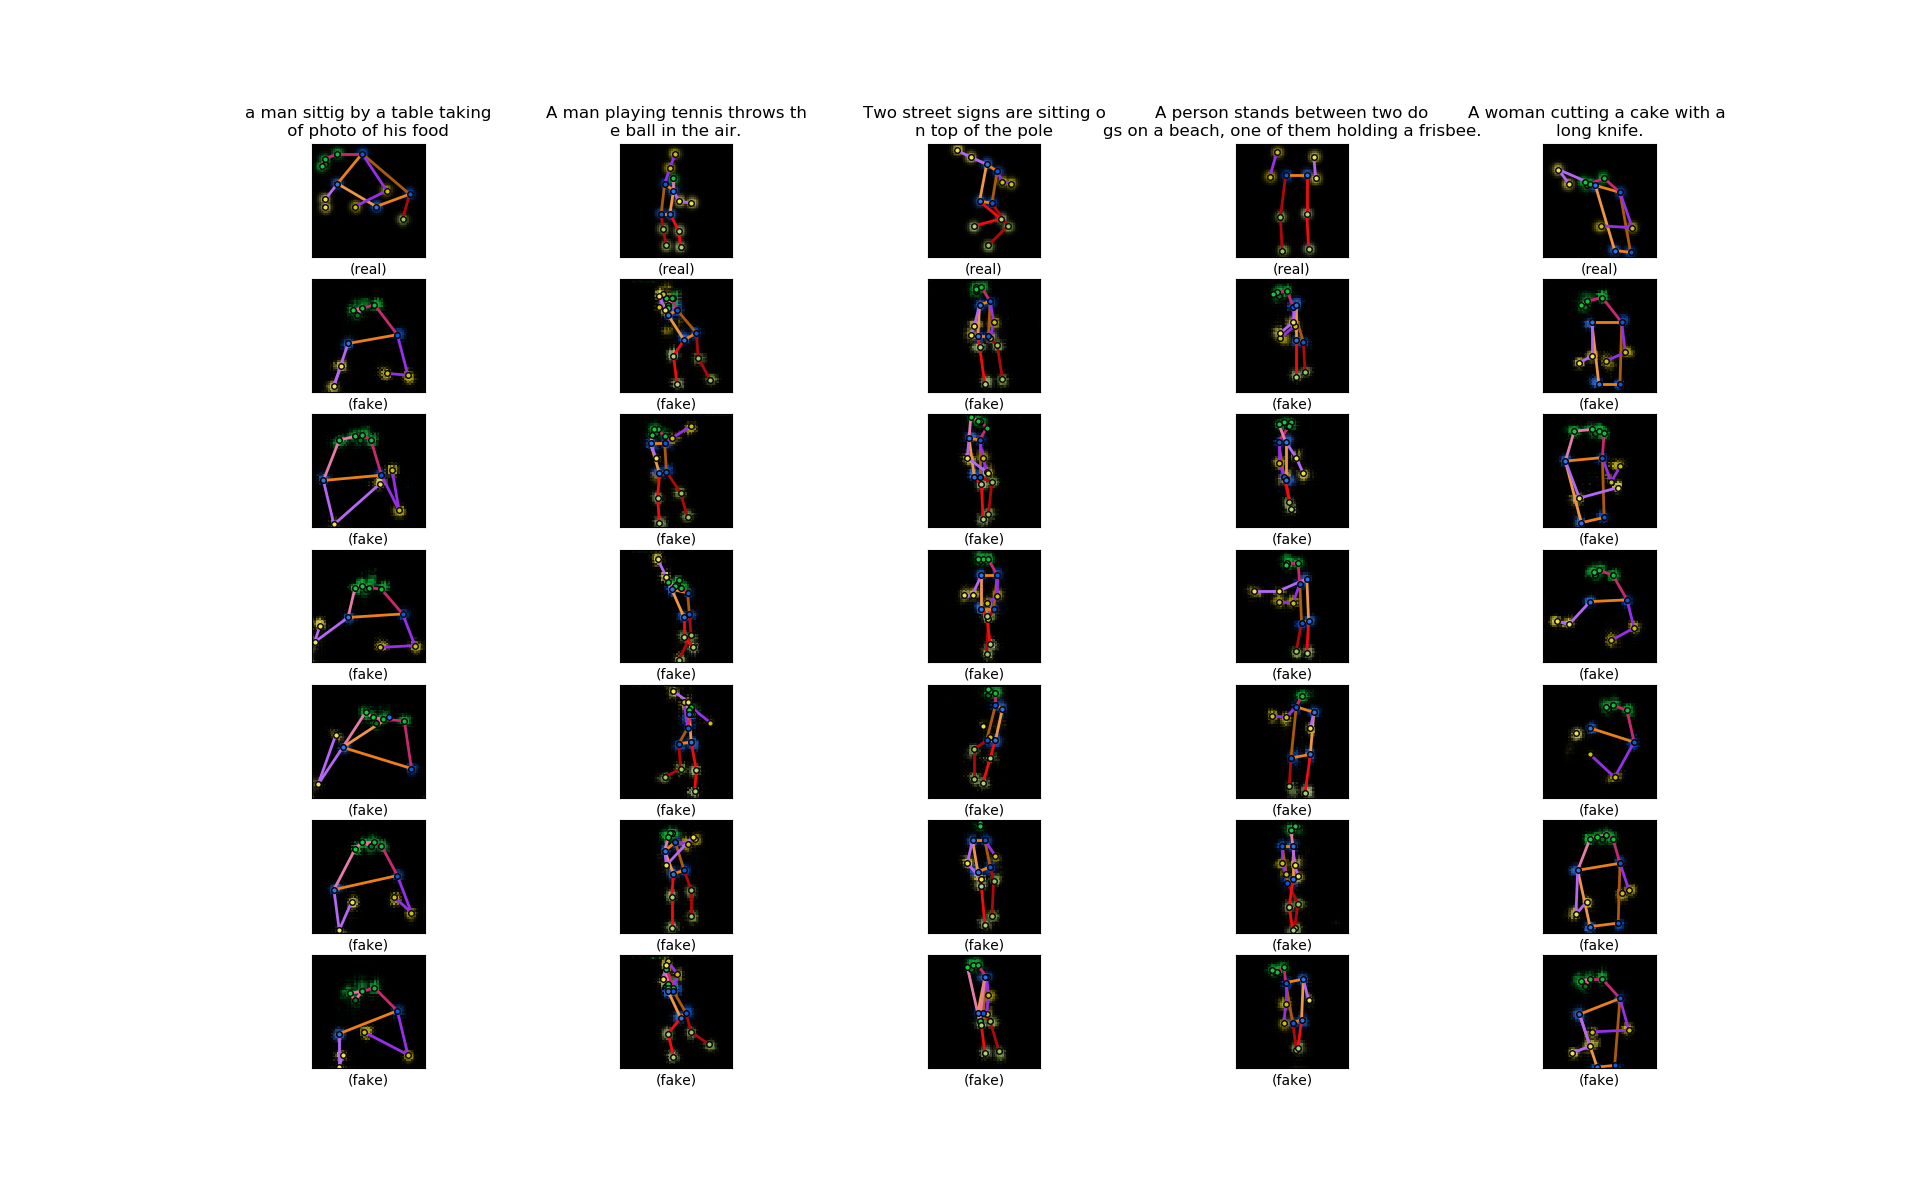 a man sittig by a table taking
of photo of his food
A man playing tennis throws th
e ball in the air.
Two street signs are sitting o
n top of the pole
A person stands between two do
gs on a beach, one of them holding a frisbee.
A woman cutting a cake with a
long knife.
(real) (real) (real) (real) (real)
(fake) (fake) (fake) (fake) (fake)
(fake) (fake) (fake) (fake) (fake)
(fake) (fake) (fake) (fake) (fake)
(fake) (fake) (fake) (fake) (fake)
(fake) (fake) (fake) (fake) (fake)
(fake) (fake) (fake) (fake) (fake)